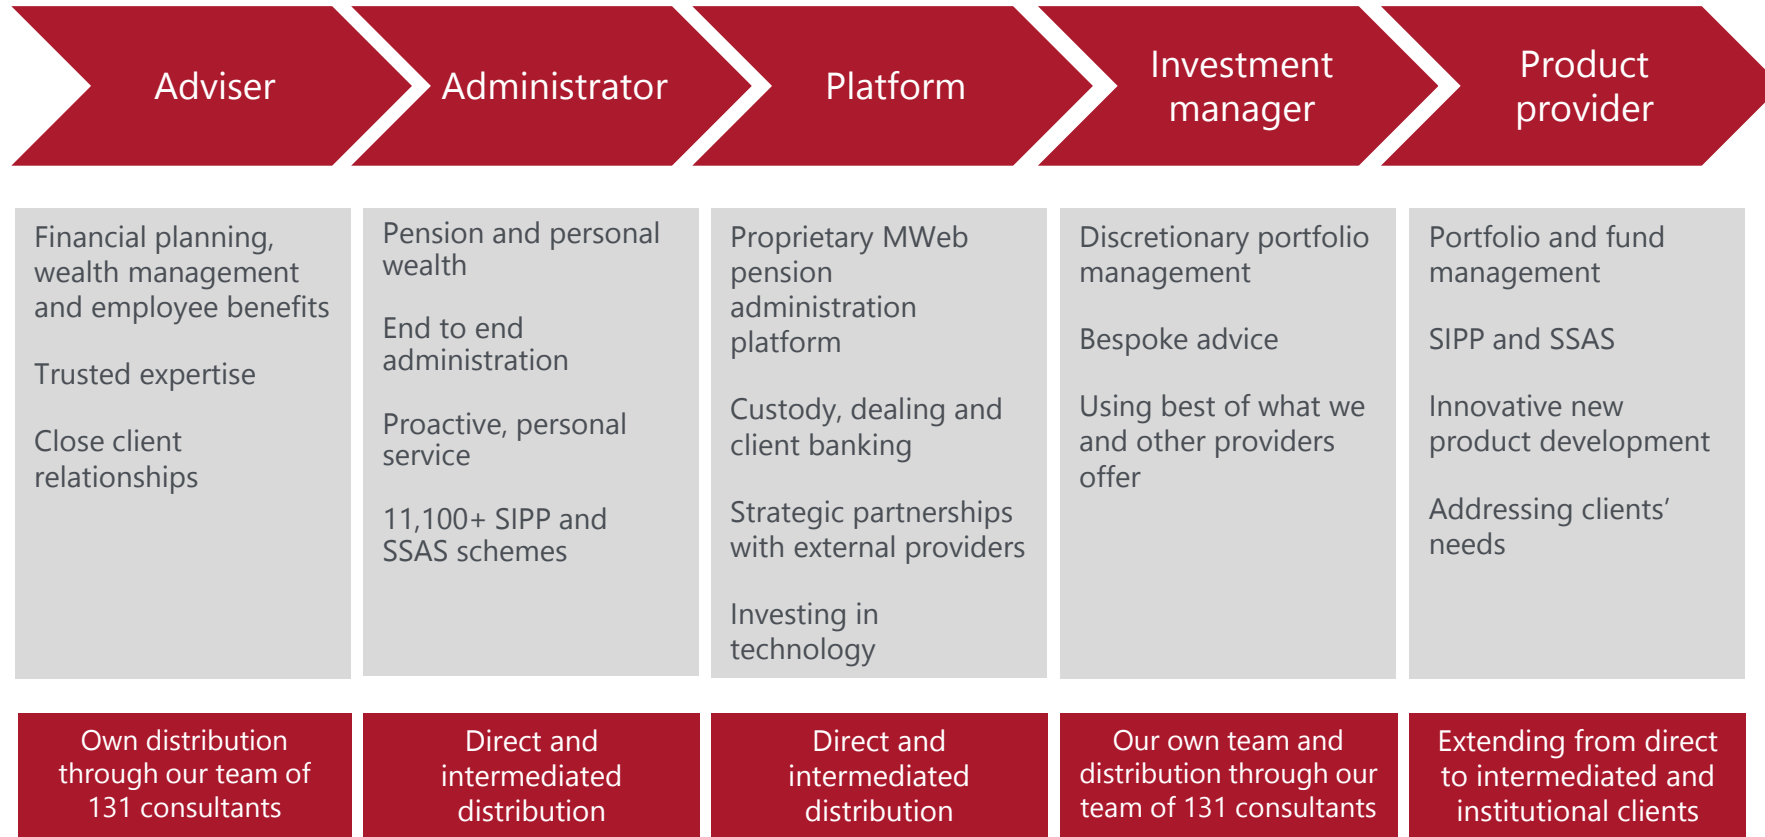 Adviser
Administrator
Platform
Investment
manager
Product
provider
Financial planning,
wealth management
and employee benefits
Trusted expertise
Close client
relationships
Pension and personal
wealth
End to end
administration
Proactive, personal
service
11,100+ SIPP and
SSAS schemes
Proprietary MWeb
pension
administration
platform
Custody, dealing and
client banking
Strategic partnerships
with external providers
Investing in
technology
Discretionary portfolio
management
Bespoke advice
Using best of what we
and other providers
offer
Portfolio and fund
management
SIPP and SSAS
Innovative new
product development
Addressing clients’
needs
Own distribution
through our team of
131 consultants
Direct and
intermediated
distribution
Direct and
intermediated
distribution
Our own team and
distribution through our
team of 131 consultants
Extending from direct
to intermediated and
institutional clients